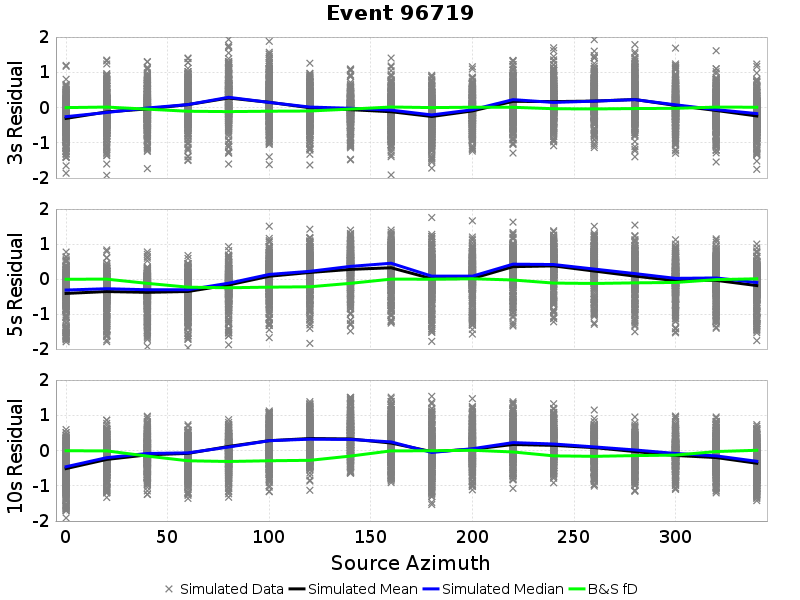 Event 96719
3s Residual
2
1
0
-1
-2
5s Residual
2
1
0
-1
-2
10s Residual
2
1
0
-1
-2
0 50 100 150 200 250 300
Source Azimuth
Simulated Data Simulated Mean Simulated Median B&S fD